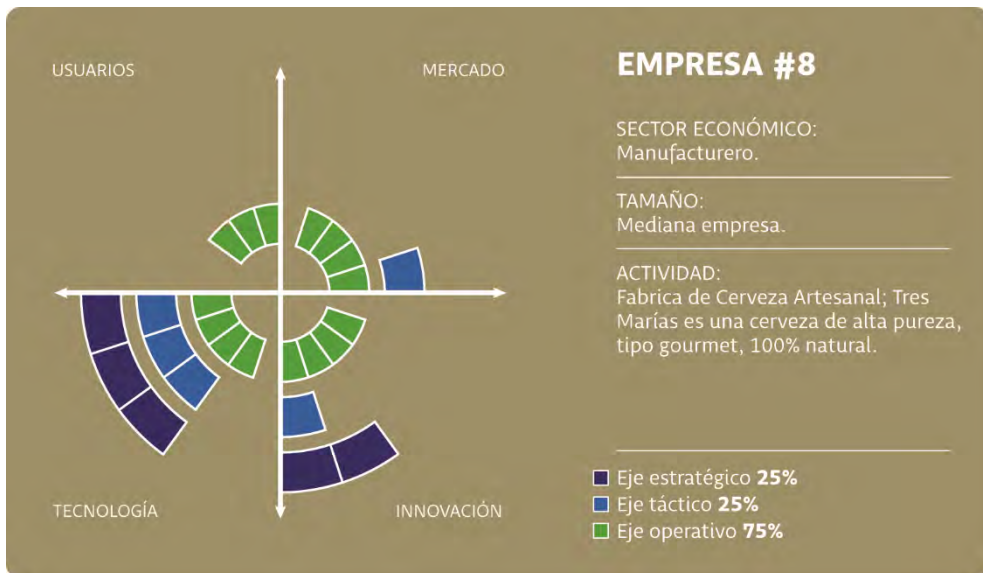 USUARIOS
MERCADO
TECNOLOGÍA
INNOVACIÓN
EMPRESA #8
SECTOR ECONÓMICO:
Manufacturero.
TAMAÑO:
Mediana empresa.
ACTIVIDAD:
Fabrica de Cerveza Artesanal; Tres
Marías es una cerveza de alta pureza,
tipo gourmet, 100% natural.
Eje estratégico 25%
Eje táctico 25%
Eje operativo 75%